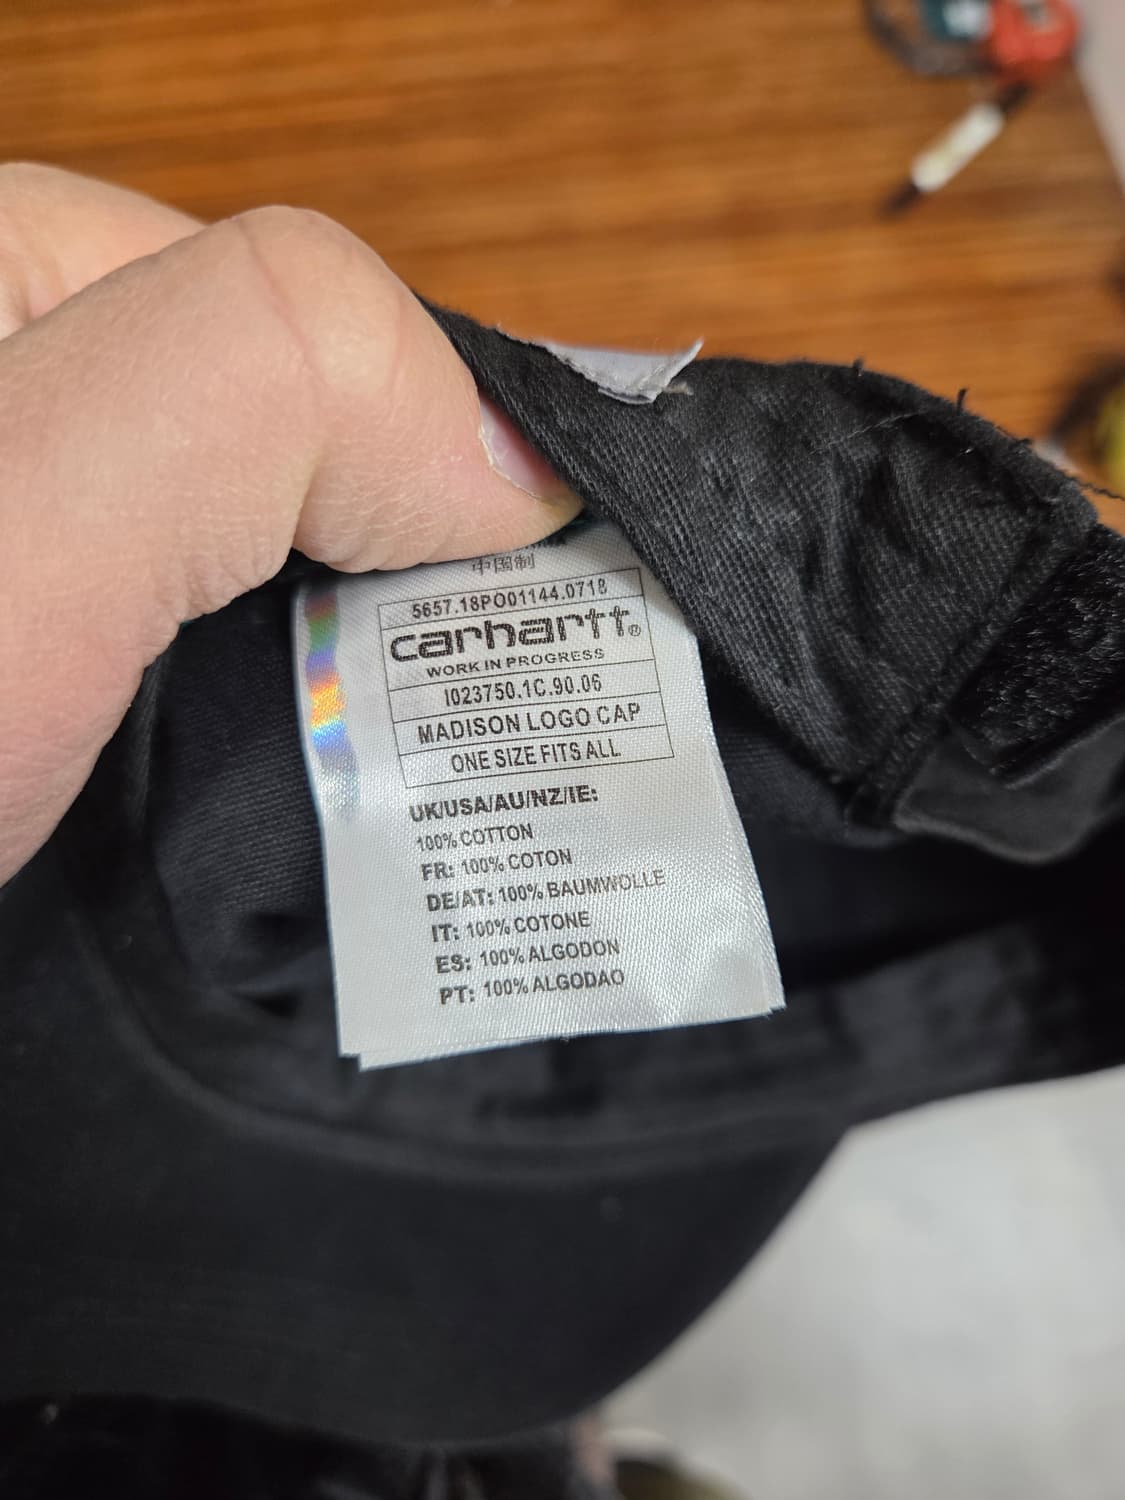 中国制
5657.18PO01144.0718
carhartt®
WORK IN PROGRESS
I023750.1C.90.06
MADISON LOGO CAP
ONE SIZE FITS ALL
UK/USA/AU/NZ/IE:
100% COTTON
FR: 100% COTON
DE/AT: 100% BAUMWOLLE
IT: 100% COTONE
ES: 100% ALGODON
PT: 100% ALGODAO